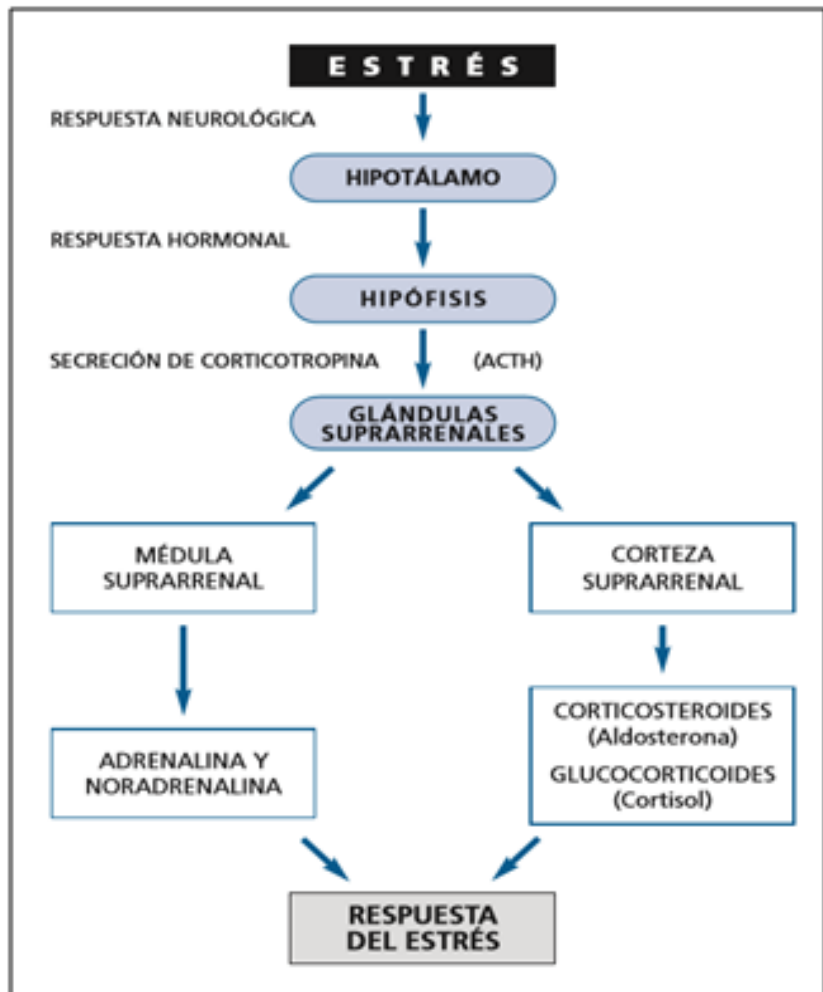 ESTRÉS
RESPUESTA NEUROLÓGICA
HIPOTÁLAMO
RESPUESTA HORMONAL
HIPÓFISIS
SECRECIÓN DE CORTICOTROPINA (ACTH)
GLÁNDULAS
SUPRARRENALES
MÉDULA
SUPRARRENAL
CORTEZA
SUPRARRENAL
ADRENALINA Y
NORADRENALINA
CORTICOSTEROIDES
(Aldosterona)
GLUCOCORTICOIDES
(Cortisol)
RESPUESTA
DEL ESTRÉS